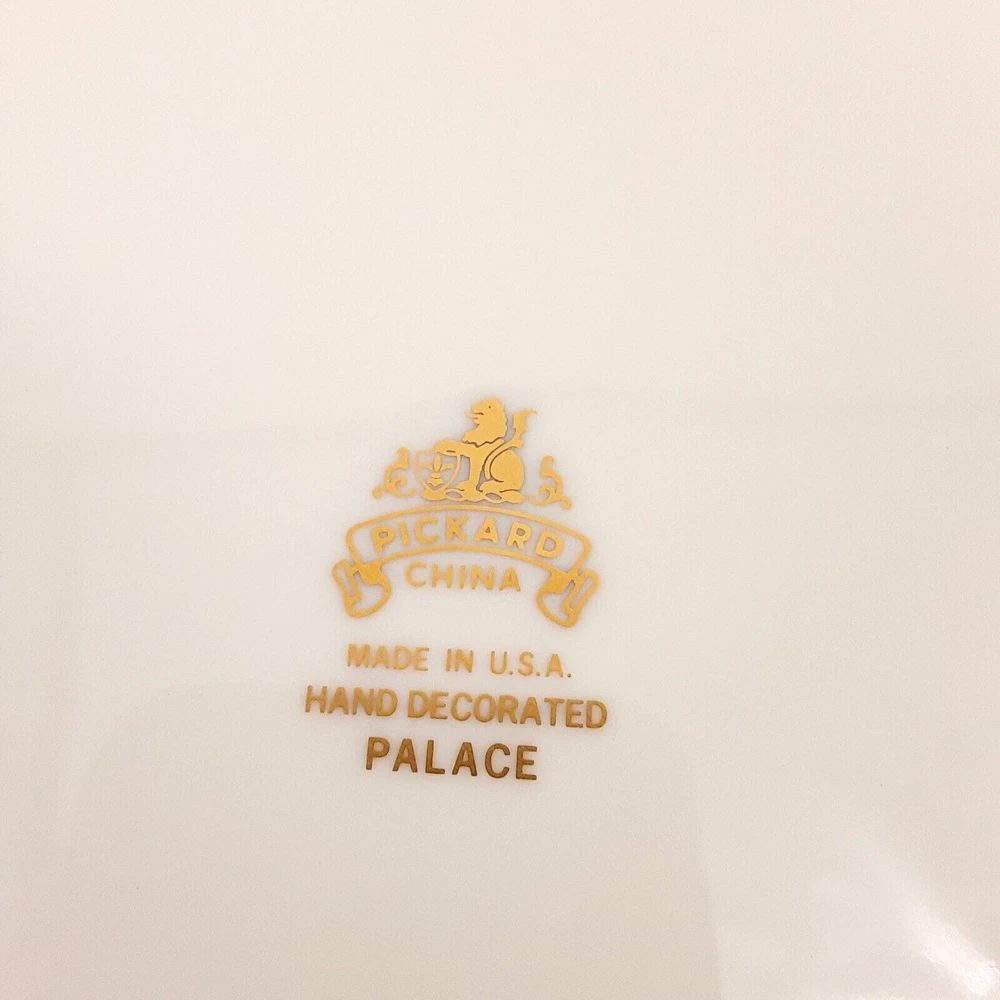 PICKARD
CHINA
MADE IN U.S.A.
HAND DECORATED
PALACE